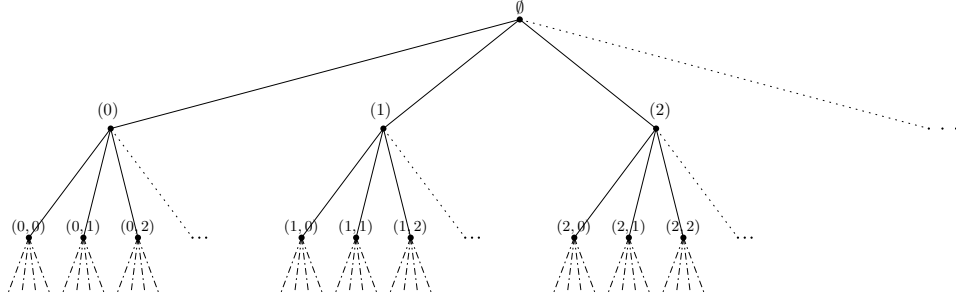 ∅
(0) (1) (2) . . .
(0, 0) (0, 1) (0, 2) ... (1, 0) (1, 1) (1, 2) ... (2, 0) (2, 1) (2, 2) ...